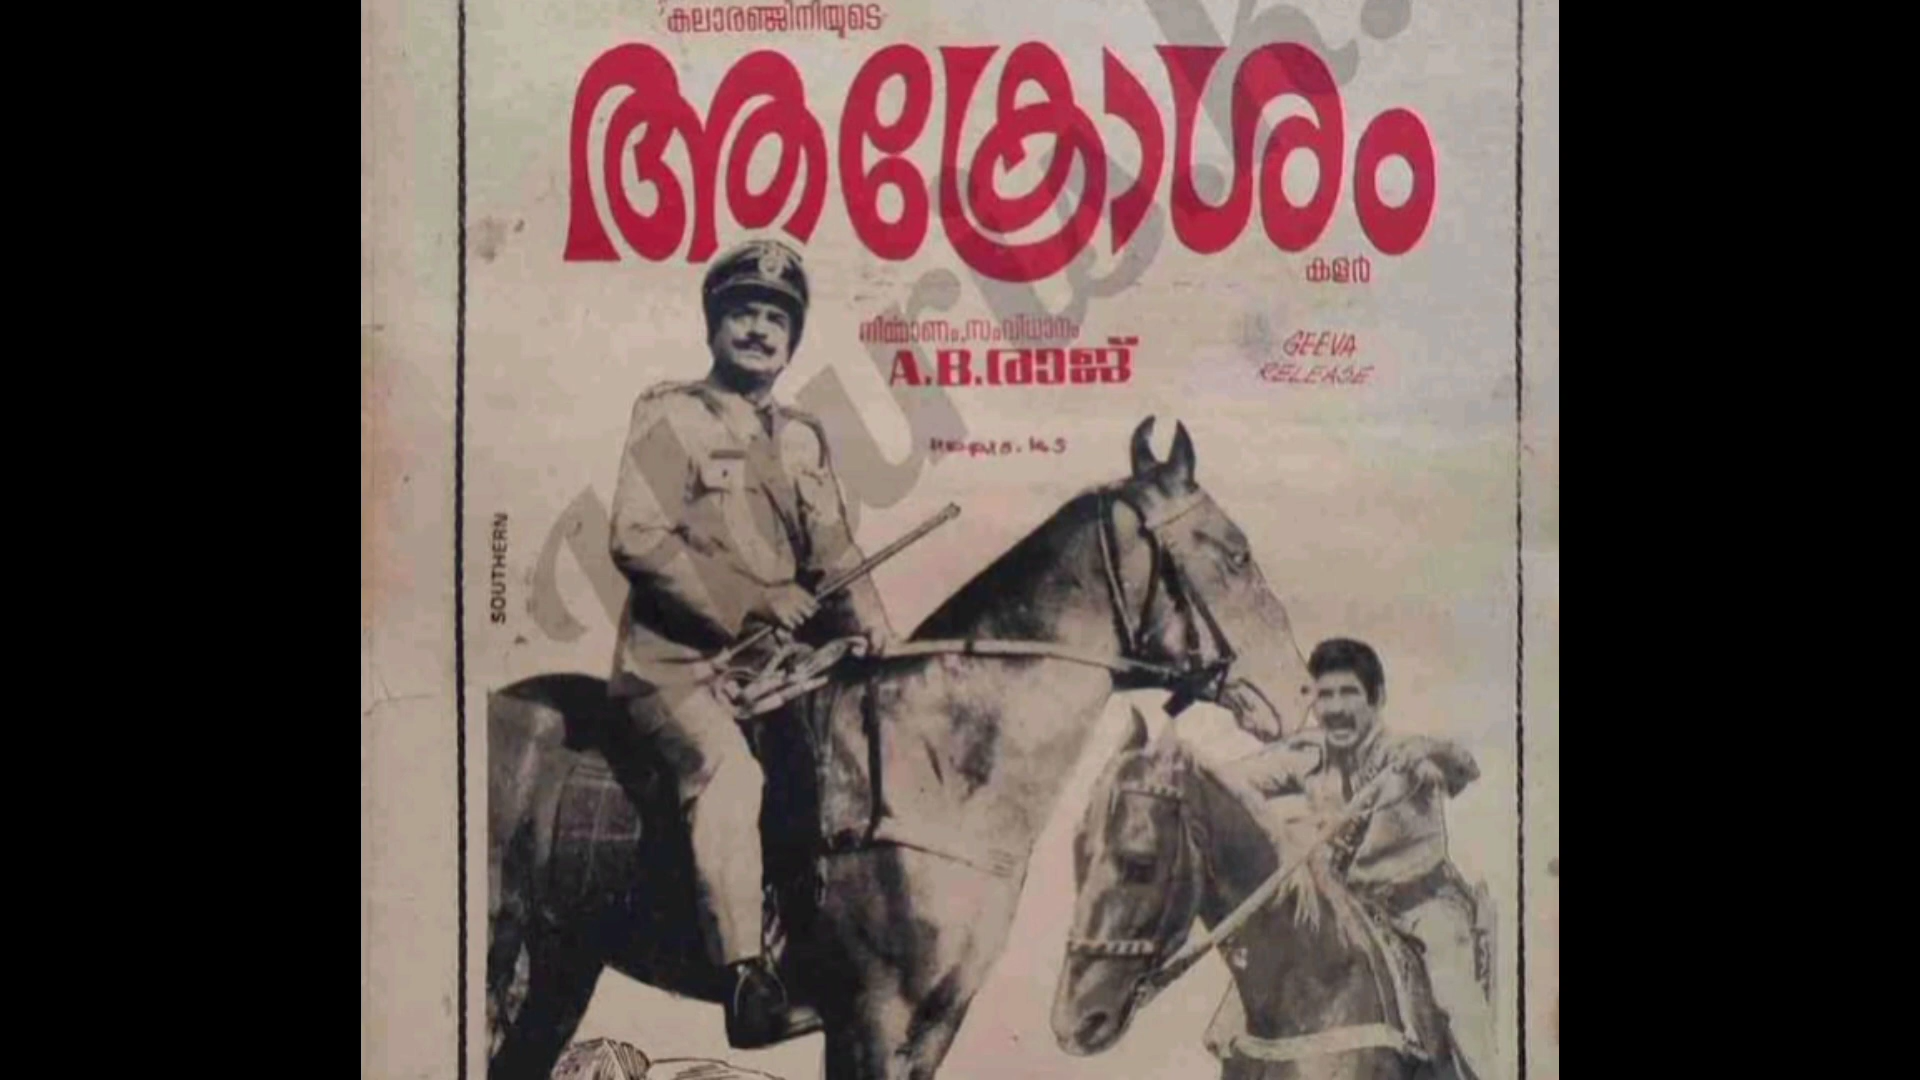 കലാരഞ്ജിനിയുടെ
ആക്രോശം
കളർ
നിർമ്മാണം,സംവിധാനം
A.B.രാജ്
GEEVA
RELEASE
SOUTHERN